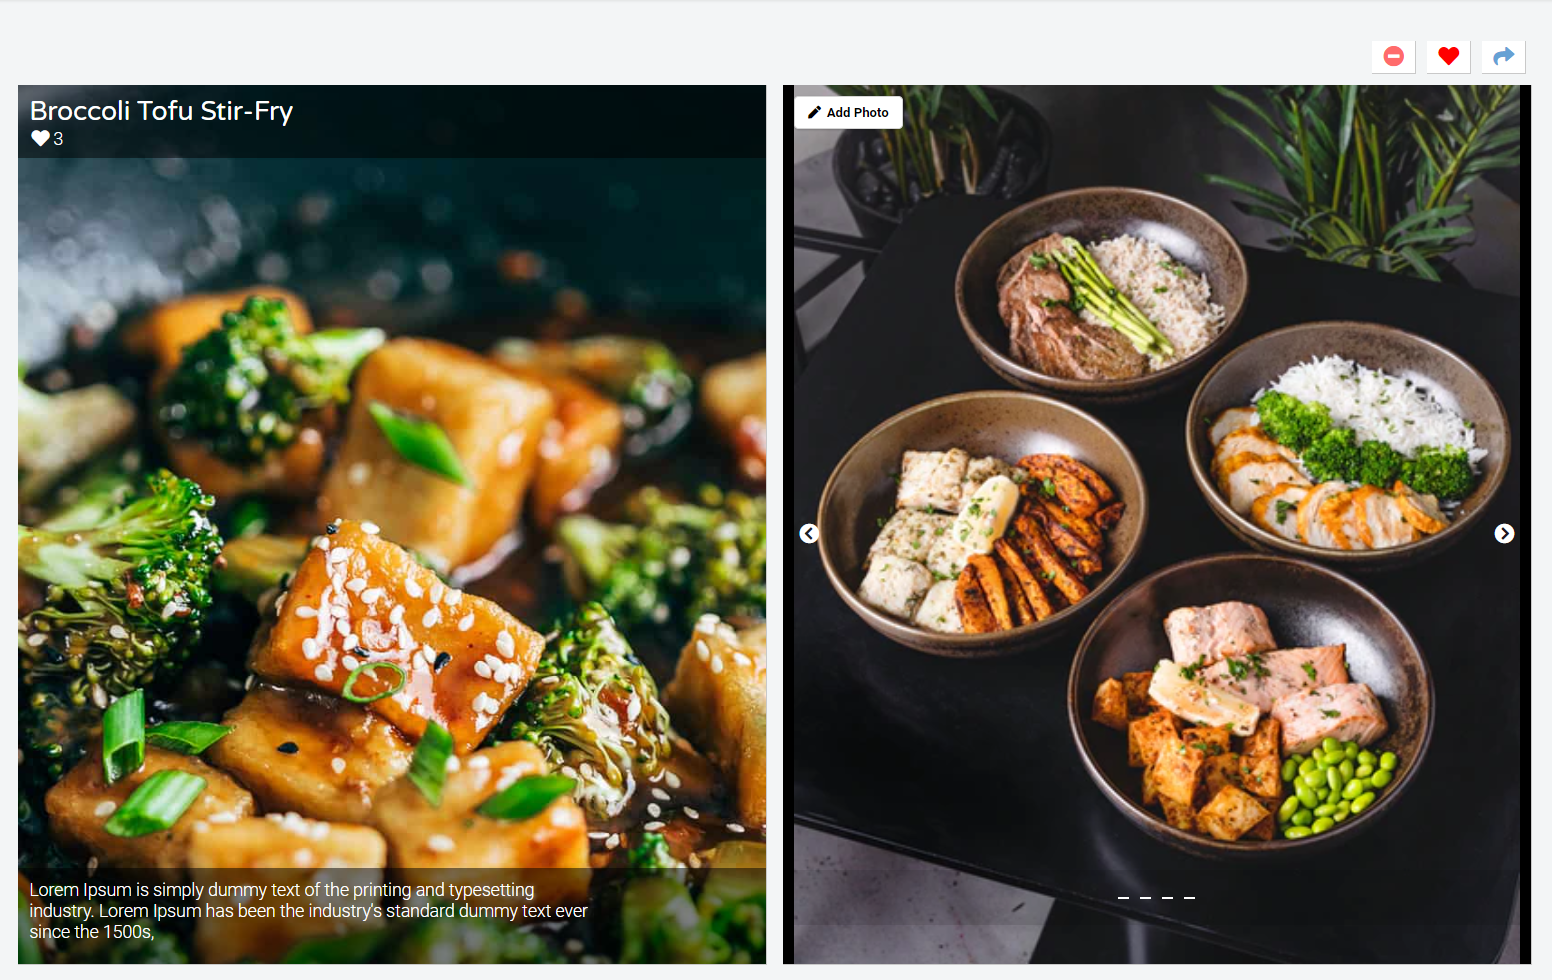 Broccoli Tofu Stir-Fry
3
Add Photo
Lorem Ipsum is simply dummy text of the printing and typesetting
industry. Lorem Ipsum has been the industry's standard dummy text ever
since the 1500s,